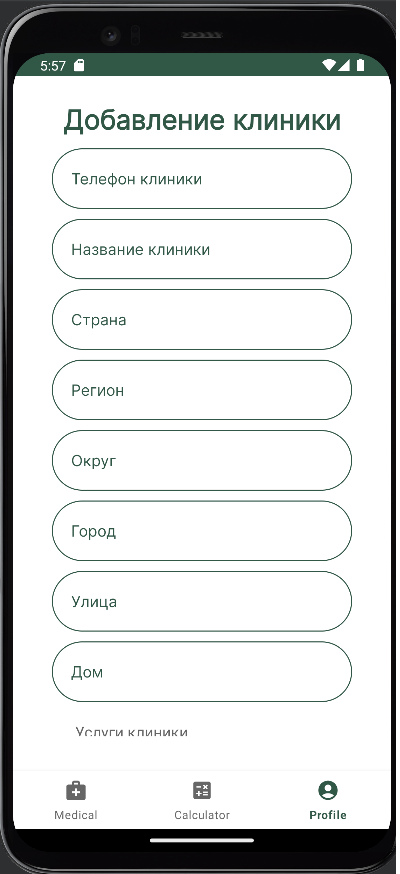 5:57
Добавление клиники
Телефон клиники
Название клиники
Страна
Регион
Округ
Город
Улица
Дом
Услуги клиники
Medical
Calculator
Profile